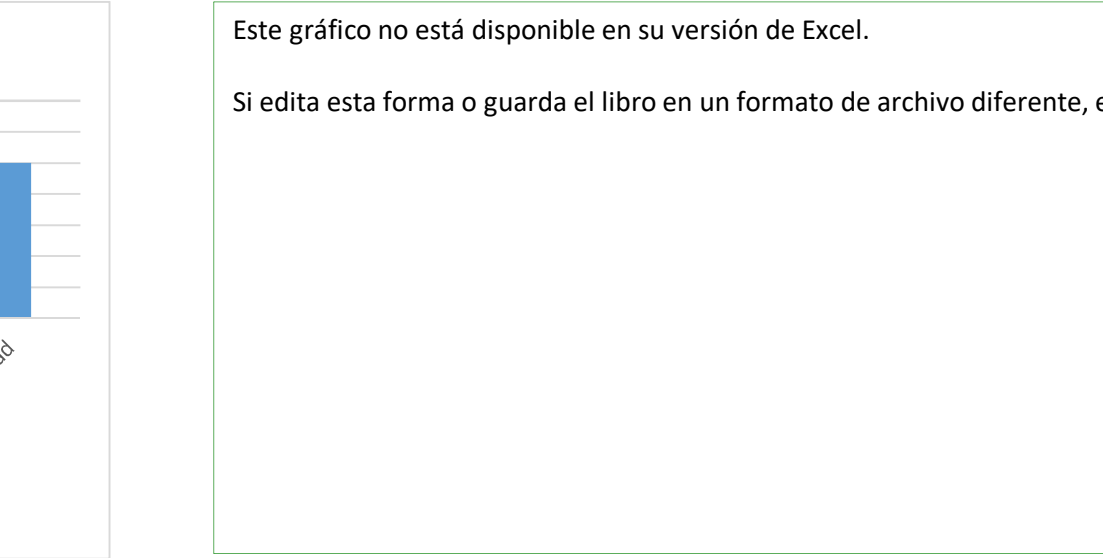 Este gráfico no está disponible en su versión de Excel.
Si edita esta forma o guarda el libro en un formato de archivo diferente,